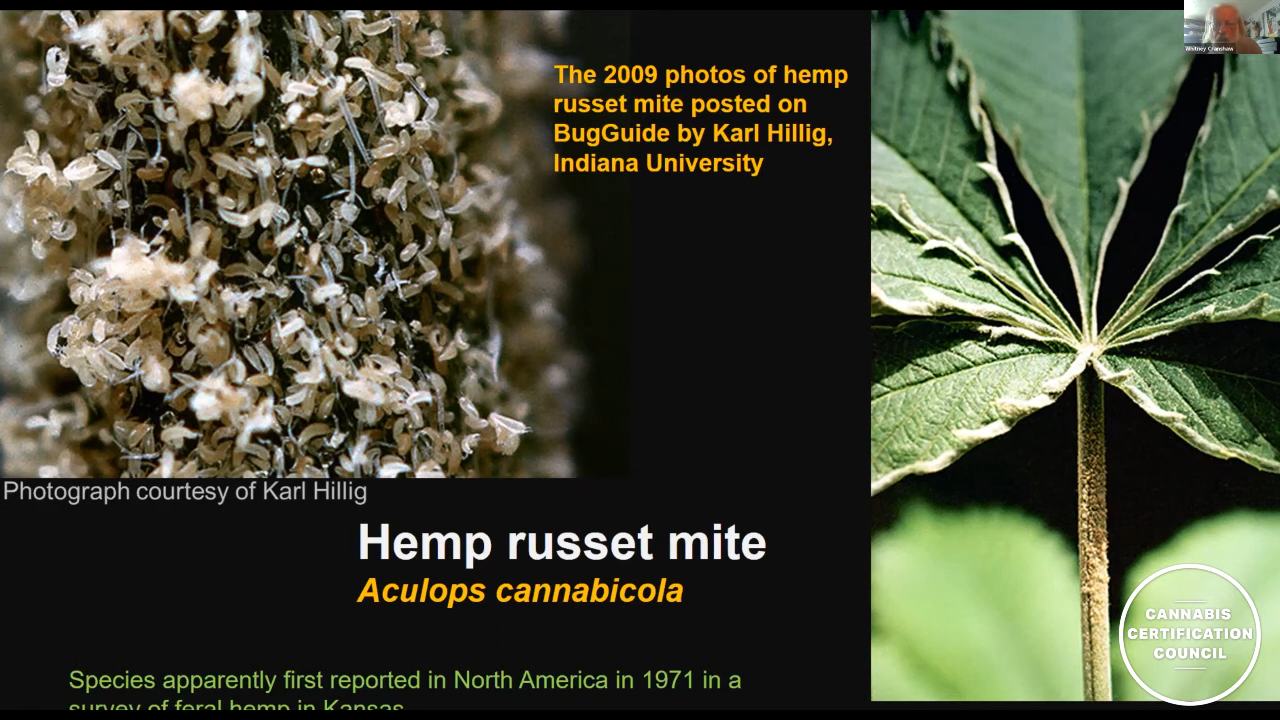 Whitney Cranshaw
The 2009 photos of hemp
russet mite posted on
BugGuide by Karl Hillig,
Indiana University
Photograph courtesy of Karl Hillig
Hemp russet mite
Aculops cannabicola
Species apparently first reported in North America in 1971 in a
survey of feral hemp in Kansas
CANNABIS
CERTIFICATION
COUNCIL